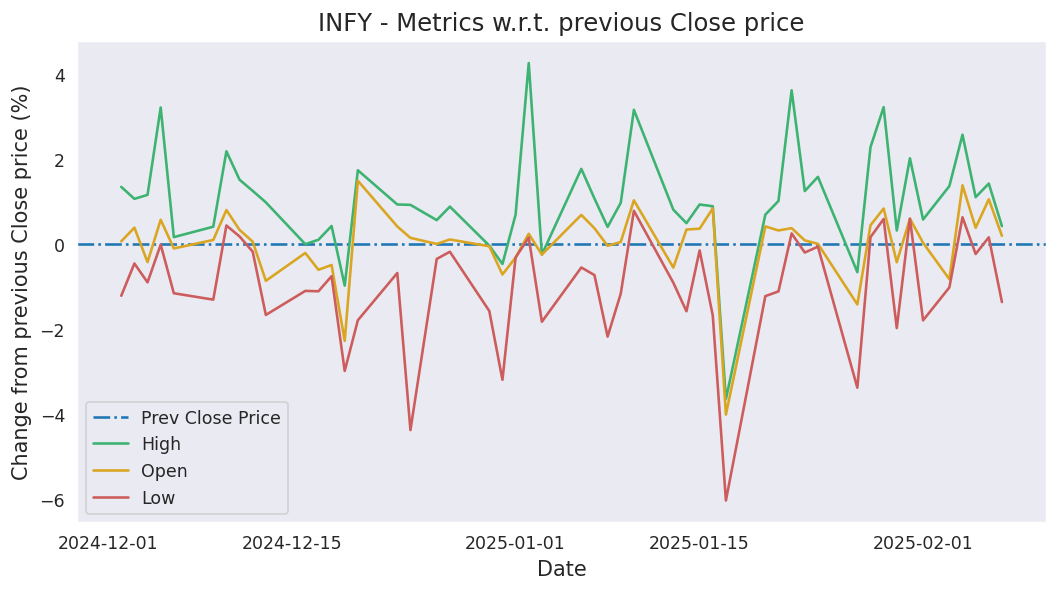 INFY - Metrics w.r.t. previous Close price
Change from previous Close price (%)
4
2
0
−2
−4
−6
Prev Close Price
High
Open
Low
2024-12-01 2024-12-15 2025-01-01 2025-01-15 2025-02-01
Date